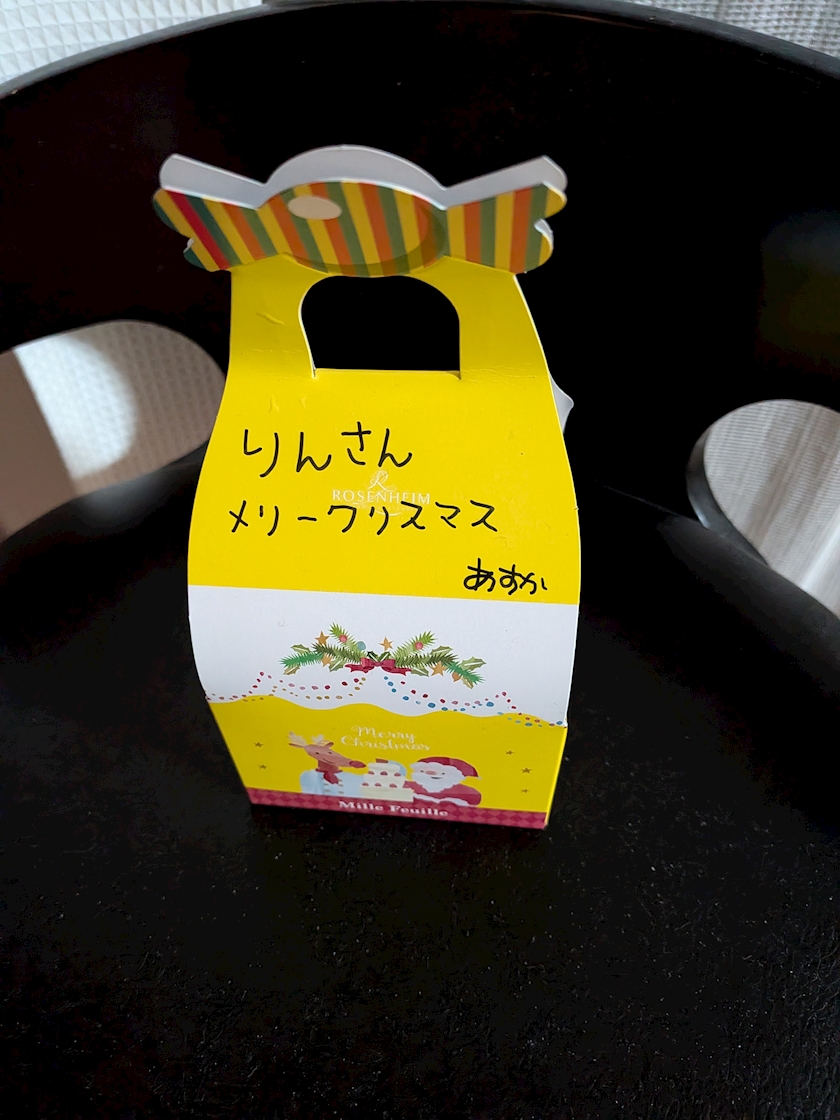 りんさん
R
ROSENHEIM
メリークリスマス
あすか
Merry
Christmas
Mille Feuille